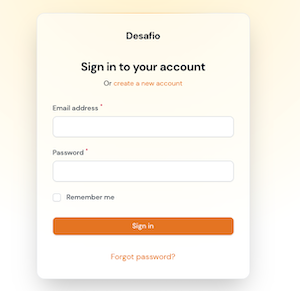 Desafio
Sign in to your account
Or create a new account
Email address *
Password *
Remember me
Sign in
Forgot password?